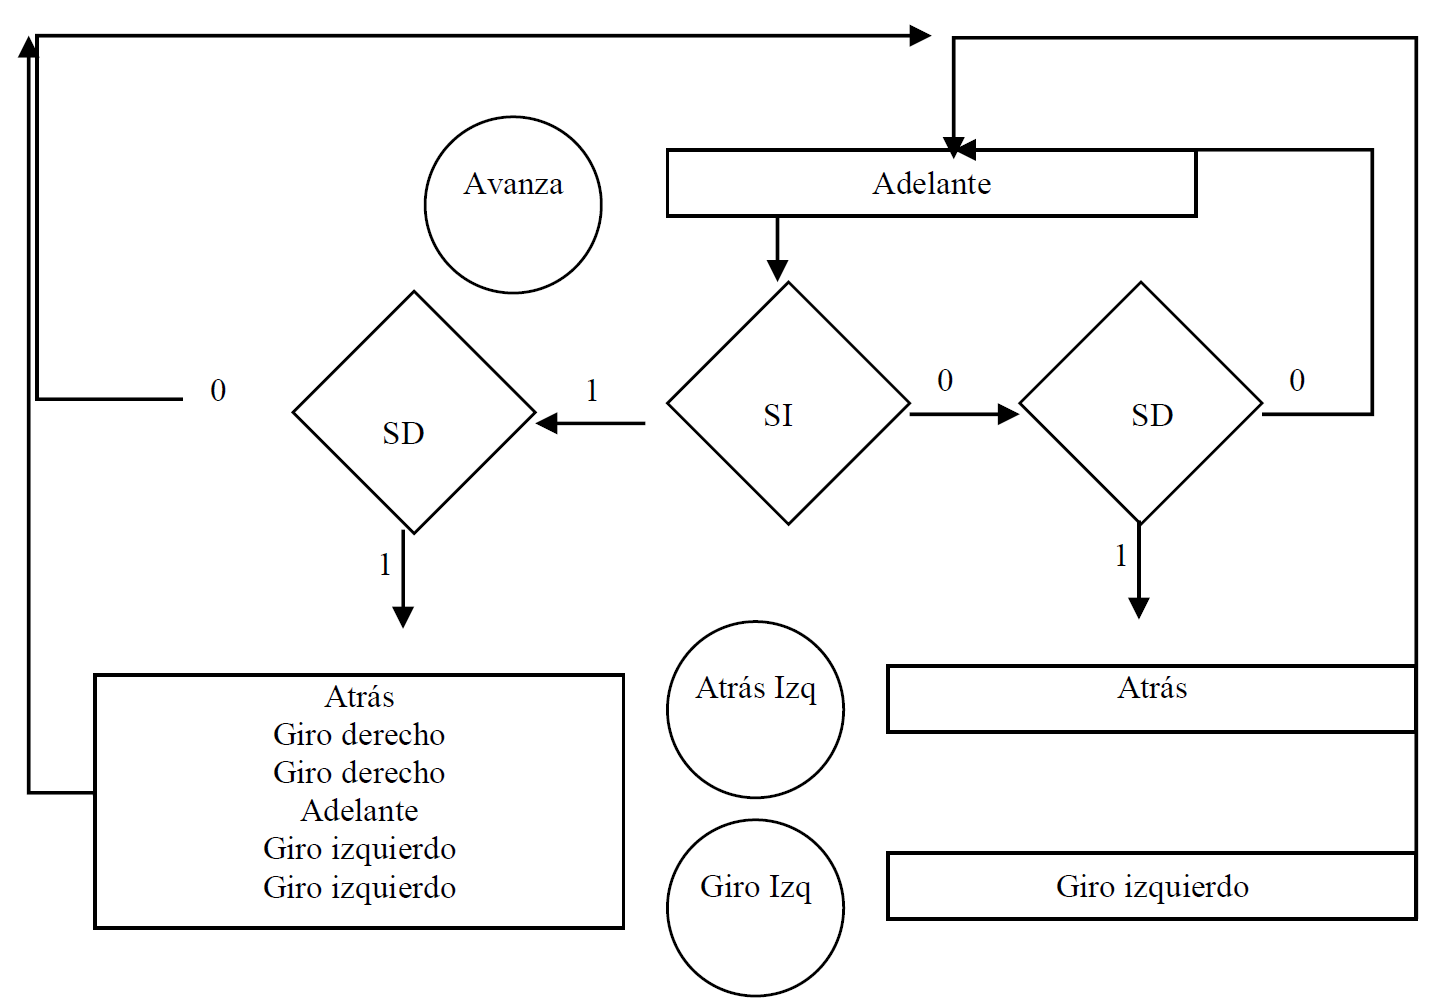 Avanza
Adelante
0
1
0
0
SD
SI
SD
1
1
Atrás
Giro derecho
Giro derecho
Adelante
Giro izquierdo
Giro izquierdo
Atrás Izq
Atrás
Giro Izq
Giro izquierdo